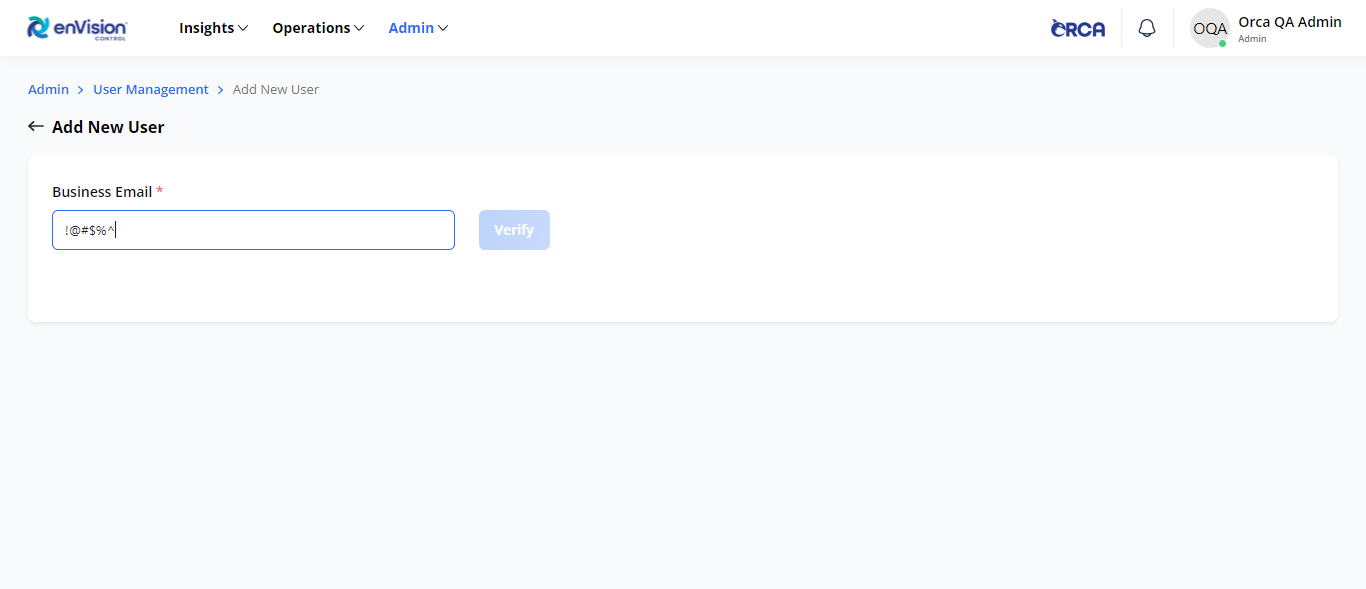 enVision CONTROL Insights Operations Admin ORCA OQA Orca QA Admin
Admin
Admin > User Management > Add New User
← Add New User
Business Email *
!@#$%^ Verify